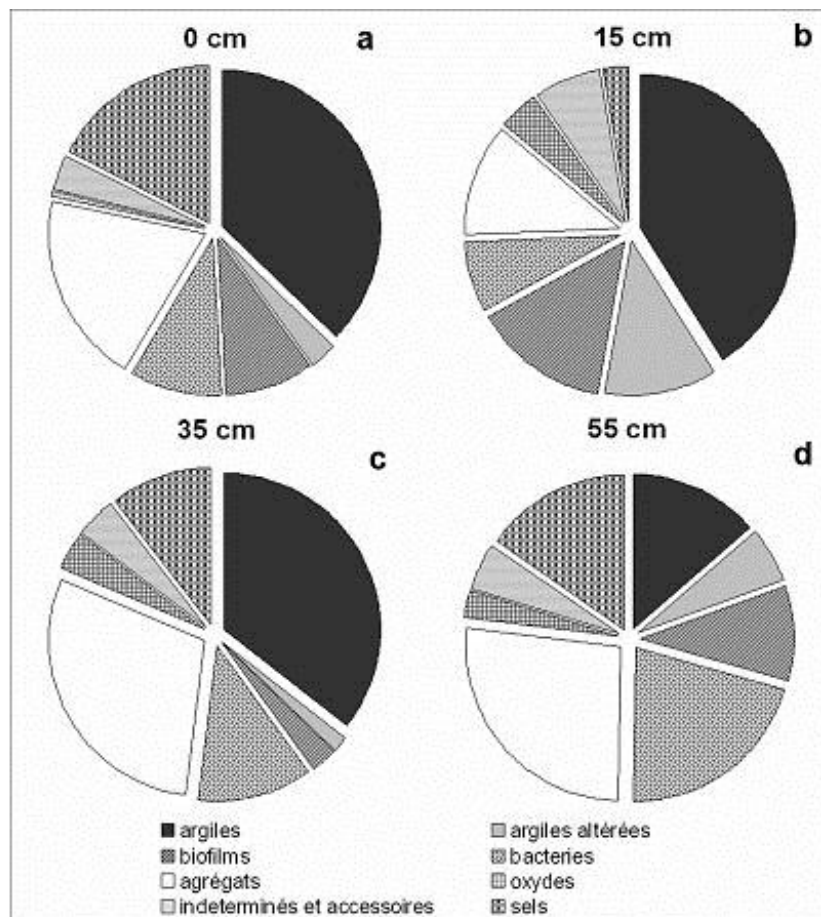 0 cm a
15 cm b
35 cm c
55 cm d
argiles
argiles altérées
biofilms
bacteries
agrégats
oxydes
indeterminés et accessoires
sels